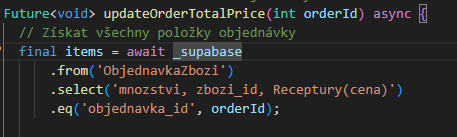 Future<void> updateOrderTotalPrice(int orderId) async {
// Získat všechny položky objednávky
final items = await _supabase
.from('ObjednavkaZbozi')
.select('mnozstvi, zbozi_id, Receptury(cena)')
.eq('objednavka_id', orderId);